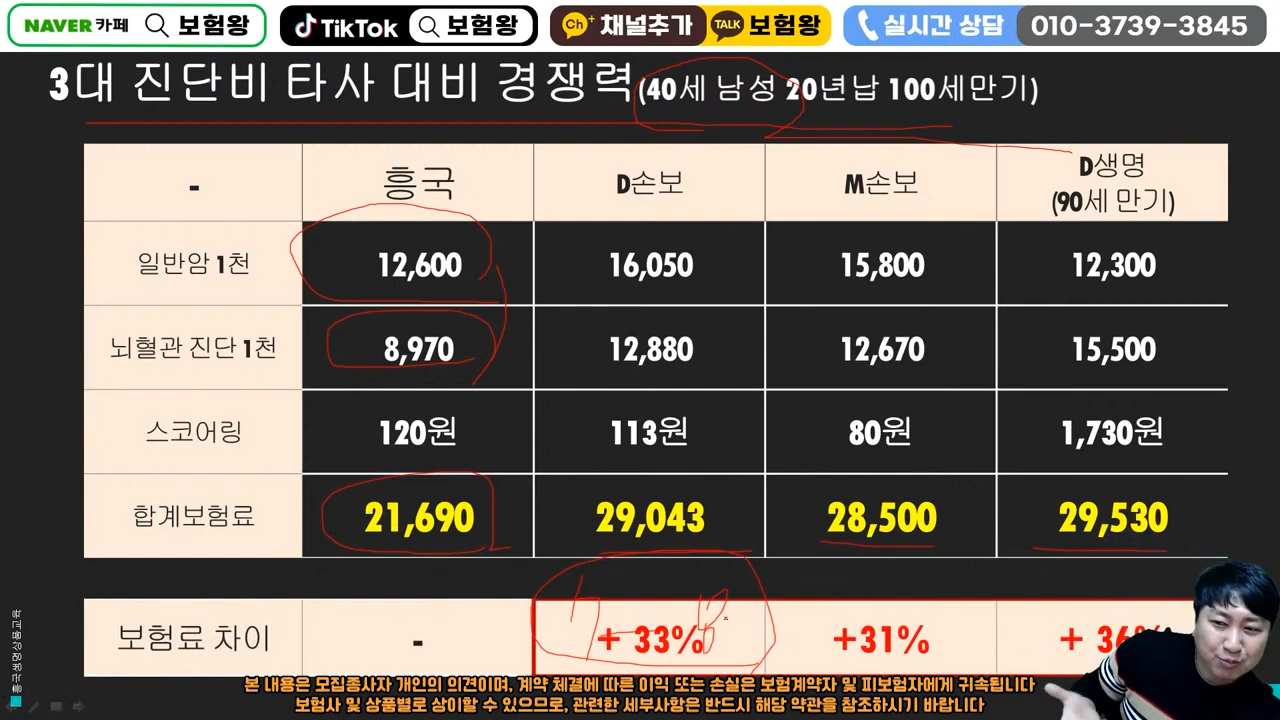 NAVER 카페 보험왕 TikTok 보험왕 Ch+ 채널추가 TALK 보험왕 실시간 상담 010-3739-3845
3대 진단비 타사 대비 경쟁력(40세 남성 20년납 100세만기)
- 흥국 D손보 M손보 D생명
(90세 만기)
일반암 1천 12,600 16,050 15,800 12,300
뇌혈관 진단 1천 8,970 12,880 12,670 15,500
스코어링 120원 113원 80원 1,730원
합계보험료 21,690 29,043 28,500 29,530
보험료 차이 - + 33% +31% + 36%
흥국생명상품교육
본 내용은 모집종사자 개인의 의견이며, 계약 체결에 따른 이익 또는 손실은 보험계약자 및 피보험자에게 귀속됩니다
보험사 및 상품별로 상이할 수 있으므로, 관련한 세부사항은 반드시 해당 약관을 참조하시기 바랍니다